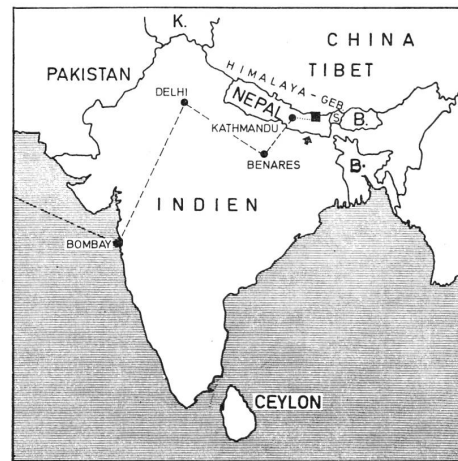 K.
CHINA
PAKISTAN
TIBET
HIMALAYA-GEB.
DELHI
NEPAL
KATHMANDU
S.
B.
BENARES
B.
INDIEN
BOMBAY
CEYLON